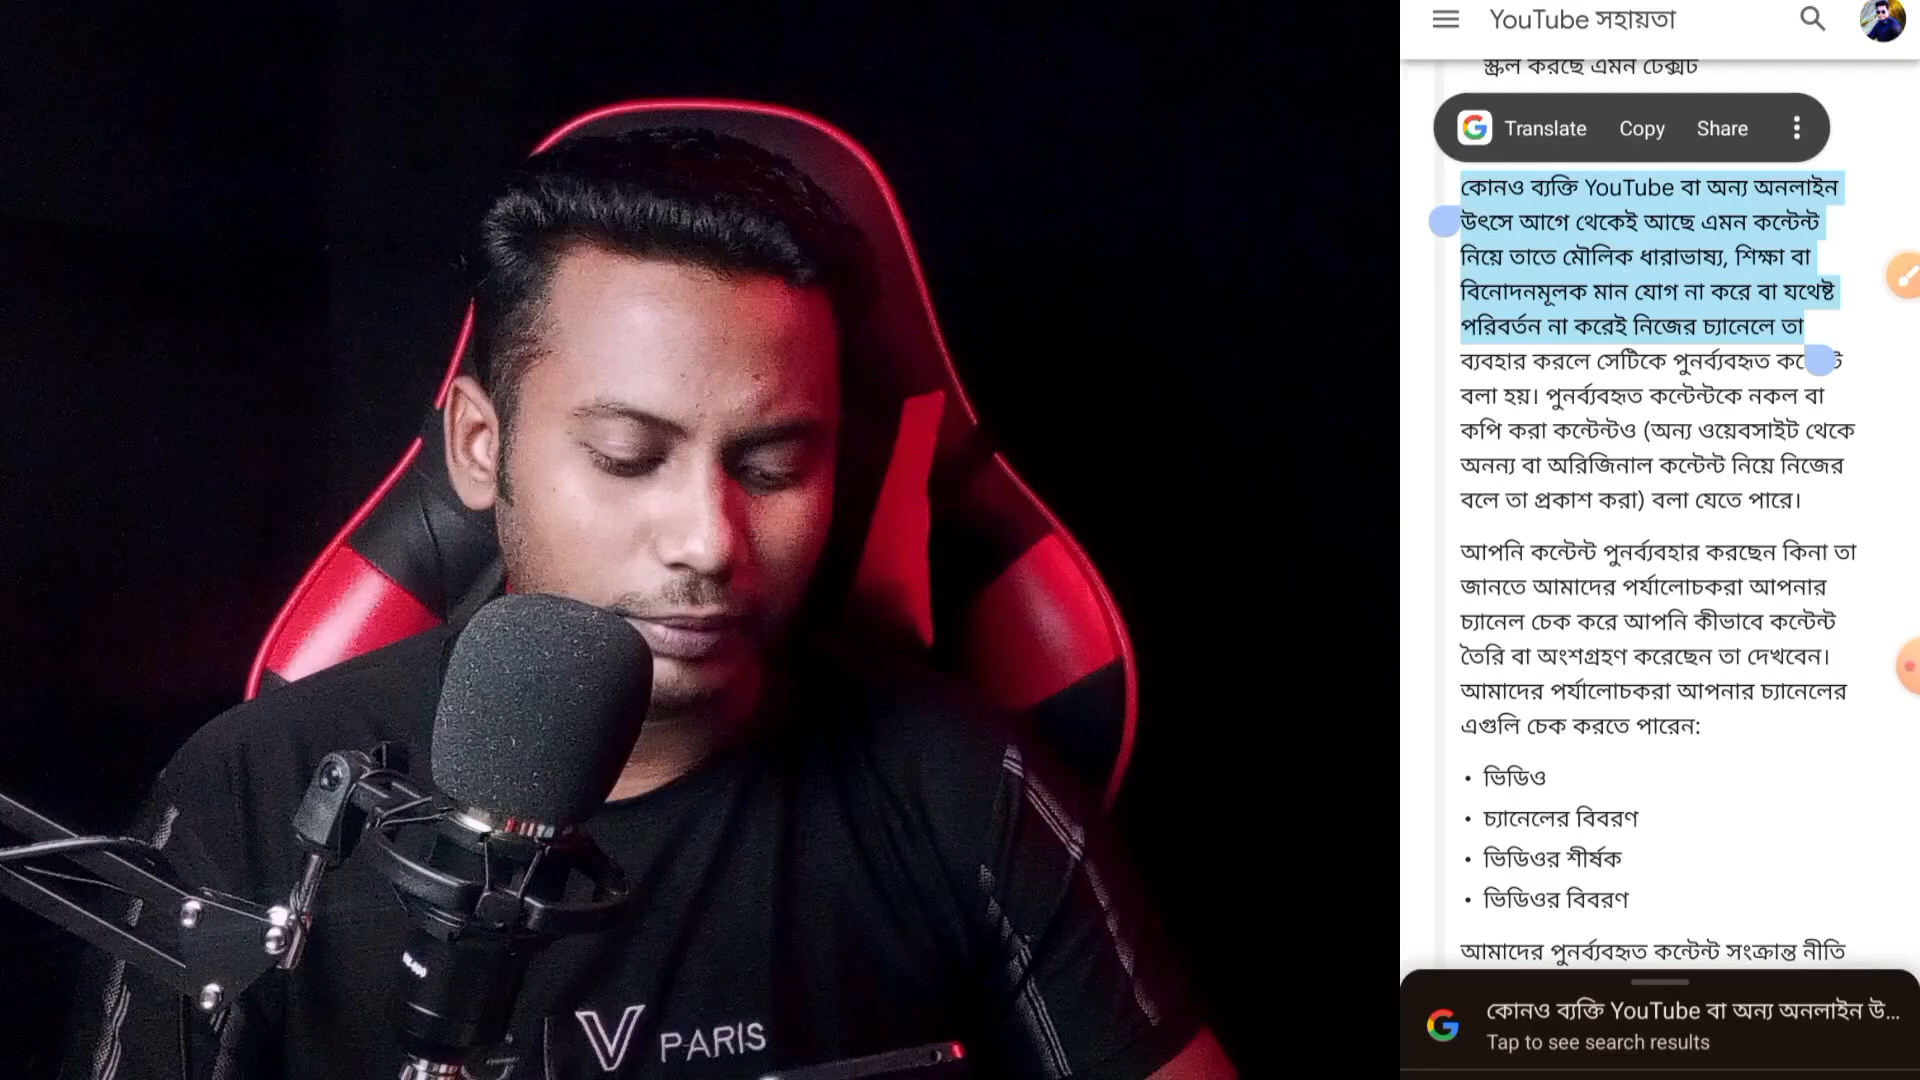 YouTube সহায়তা
স্ক্রল করছে এমন টেক্সট
Translate Copy Share
কোনও ব্যক্তি YouTube বা অন্য অনলাইন
উৎসে আগে থেকেই আছে এমন কন্টেন্ট
নিয়ে তাতে মৌলিক ধারাভাষ্য, শিক্ষা বা
বিনোদনমূলক মান যোগ না করে বা যথেষ্ট
পরিবর্তন না করেই নিজের চ্যানেলে তা
ব্যবহার করলে সেটিকে পুনর্ব্যবহৃত
বলা হয়। পুনর্ব্যবহৃত কন্টেন্টকে নকল বা
কপি করা কন্টেন্টও (অন্য ওয়েবসাইট থেকে
অনন্য বা অরিজিনাল কন্টেন্ট নিয়ে নিজের
বলে তা প্রকাশ করা) বলা যেতে পারে।
আপনি কন্টেন্ট পুনর্ব্যবহার করছেন কিনা তা
জানতে আমাদের পর্যালোচকরা আপনার
চ্যানেল চেক করে আপনি কীভাবে কন্টেন্ট
তৈরি বা অংশগ্রহণ করেছেন তা দেখবেন।
আমাদের পর্যালোচকরা আপনার চ্যানেলের
এগুলি চেক করতে পারেন:
• ভিডিও
• চ্যানেলের বিবরণ
• ভিডিওর শীর্ষক
• ভিডিওর বিবরণ
আমাদের পুনর্ব্যবহৃত কন্টেন্ট সংক্রান্ত নীতি
কোনও ব্যক্তি YouTube বা অন্য অনলাইন উ...
Tap to see search results
V PARIS